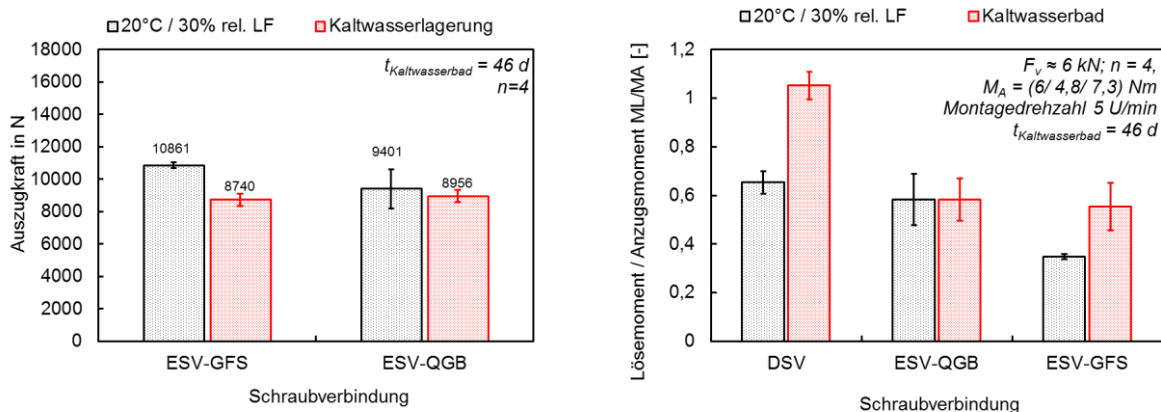 20°C / 30% rel. LF
Kaltwasserlagerung
Auszugkraft in N
18000
16000
14000
12000
10000
8000
6000
4000
2000
0
t_Kaltwasserbad = 46 d
n=4
10861
8740
9401
8956
ESV-GFS
ESV-QGB
Schraubverbindung
20°C / 30% rel. LF
Kaltwasserbad
Lösemoment / Anzugsmoment ML/MA [-]
1,2
1
0,8
0,6
0,4
0,2
0
F_v ≈ 6 kN; n = 4,
M_A = (6/ 4,8/ 7,3) Nm
Montagedrehzahl 5 U/min
t_Kaltwasserbad = 46 d
DSV
ESV-QGB
ESV-GFS
Schraubverbindung